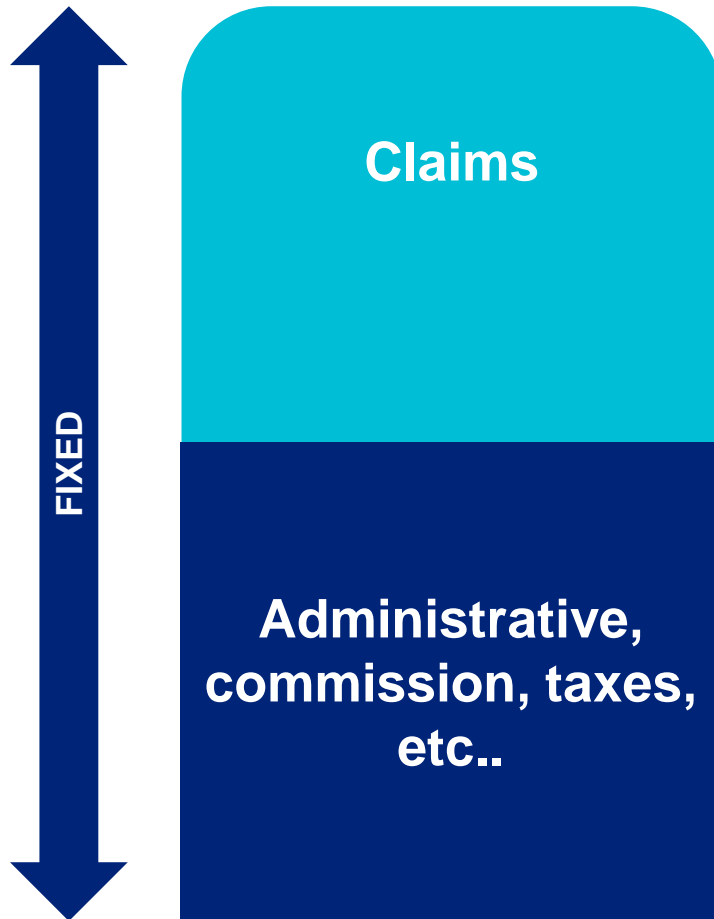 Claims
FIXED
Administrative,
commission, taxes,
etc..